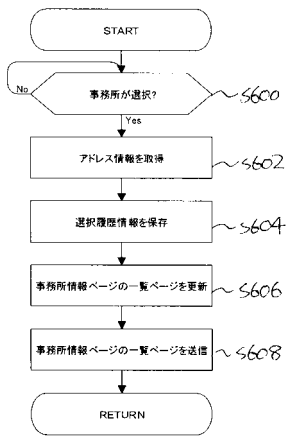 START
事務所が選択?
No
S600
Yes
アドレス情報を取得
S602
選択履歴情報を保存
S604
事務所情報ページの一覧ページを更新
S606
事務所情報ページの一覧ページを送信
S608
RETURN